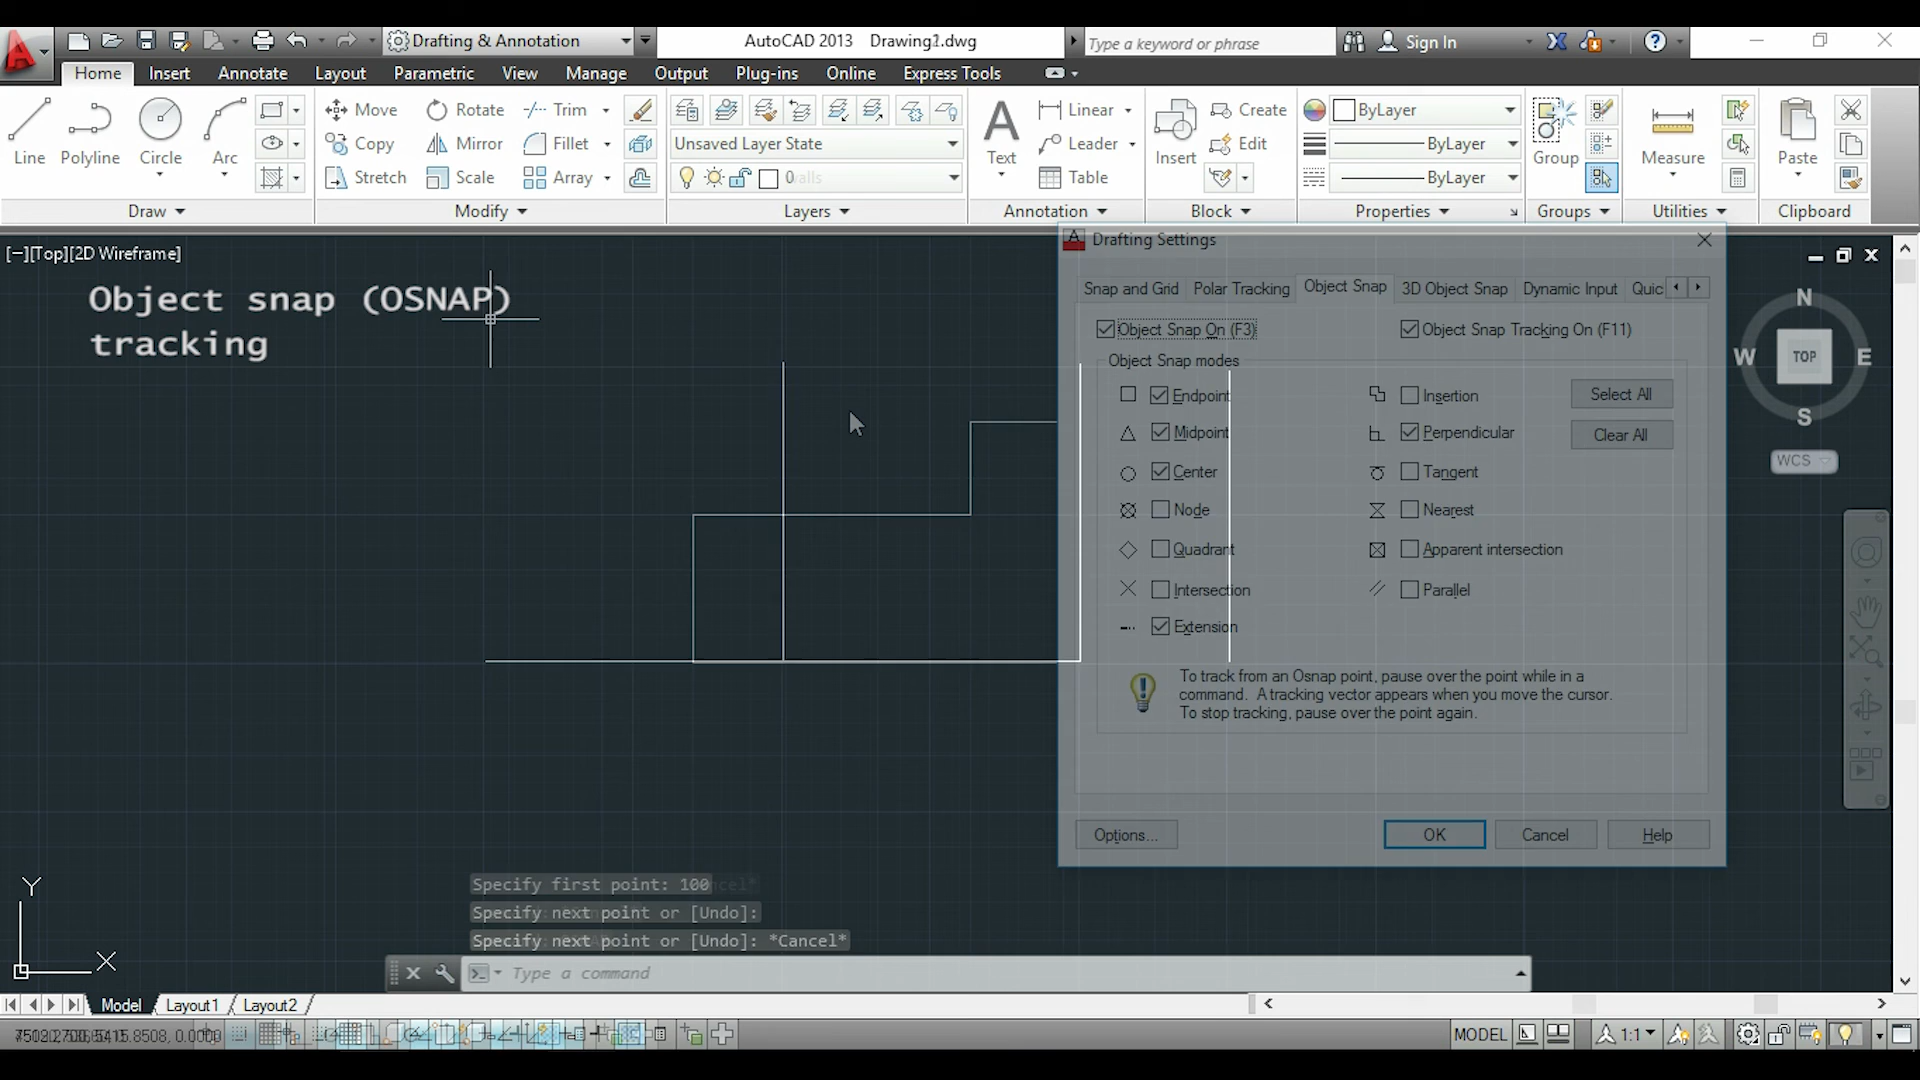 Drafting & Annotation
AutoCAD 2013 Drawing1.dwg
Type a keyword or phrase
Sign In
Home Insert Annotate Layout Parametric View Manage Output Plug-ins Online Express Tools
Line Polyline Circle Arc
Move Rotate Trim
Copy Mirror Fillet
Stretch Scale Array
Unsaved Layer State
0
Text
Linear
Leader
Table
Insert
Create
Edit
ByLayer
ByLayer
ByLayer
Group
Measure
Paste
Draw Modify Layers Annotation Block Properties Groups Utilities Clipboard
[−][Top][2D Wireframe]
Object snap (OSNAP)
tracking
Drafting Settings
Snap and Grid Polar Tracking Object Snap 3D Object Snap Dynamic Input Quic
Object Snap On (F3) Object Snap Tracking On (F11)
Object Snap modes
Endpoint Insertion Select All
Midpoint Perpendicular Clear All
Center Tangent
Node Nearest
Quadrant Apparent intersection
Intersection Parallel
Extension
To track from an Osnap point, pause over the point while in a
command. A tracking vector appears when you move the cursor.
To stop tracking, pause over the point again.
Options... OK Cancel Help
N
W TOP E
S
WCS
Specify first point: 100
Specify next point or [Undo]:
Specify next point or [Undo]: *Cancel*
Type a command
Y
X
Model Layout1 Layout2
MODEL 1:1